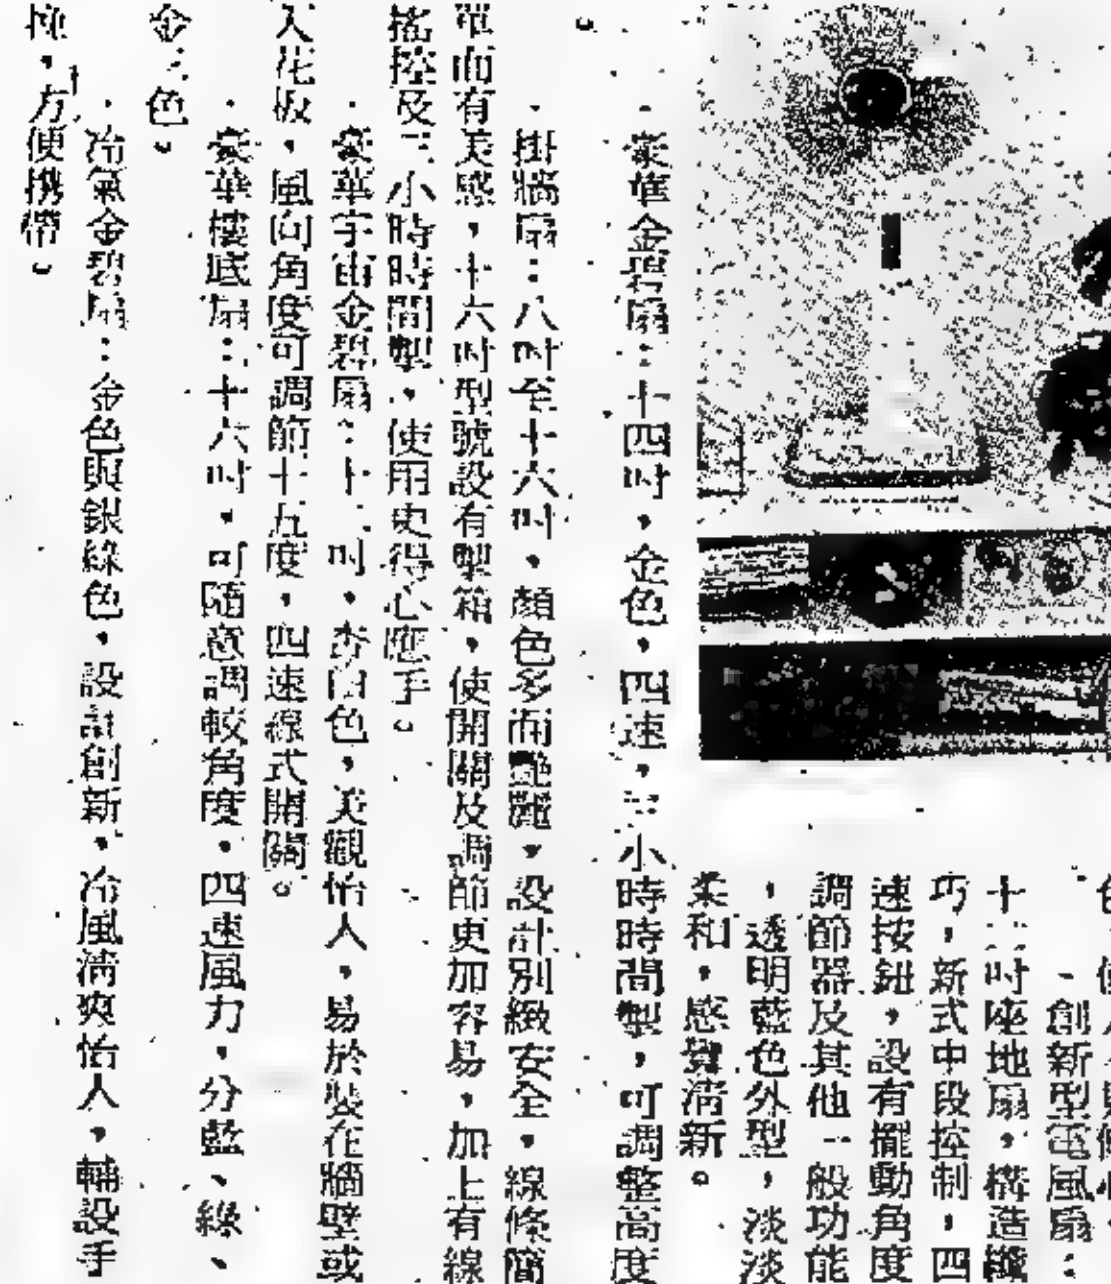 ・創新型電風扇：
十六吋座地扇，構造纖
巧，新式中段控制，四
速按鈕，設有擺動角度
調節器及其他一般功能
，透明藍色外型，淡淡
柔和，感覺清新。
・豪華金碧扇：十四吋，金色，四速，小時時間掣，可調整高度
。
・掛牆扇：八吋至十六吋，顏色多而艷麗，設計別緻安全，線條簡
單而有美感，十六吋型號設有掣箱，使開關及調節更加容易，加上有線
搖控及三小時時間掣，使用更得心應手。
・豪華宇宙金碧扇：十二吋，杏白色，美觀怡人，易於裝在牆壁或
入花板，風向角度可調節十五度，四速線式開關。
・豪華樓底扇：十六吋，可隨意調較角度，四速風力，分藍、綠、
金三色。
・冷氣金碧扇：金色與銀綠色，設計創新，冷風清爽怡人，輔設手
，方便携帶。